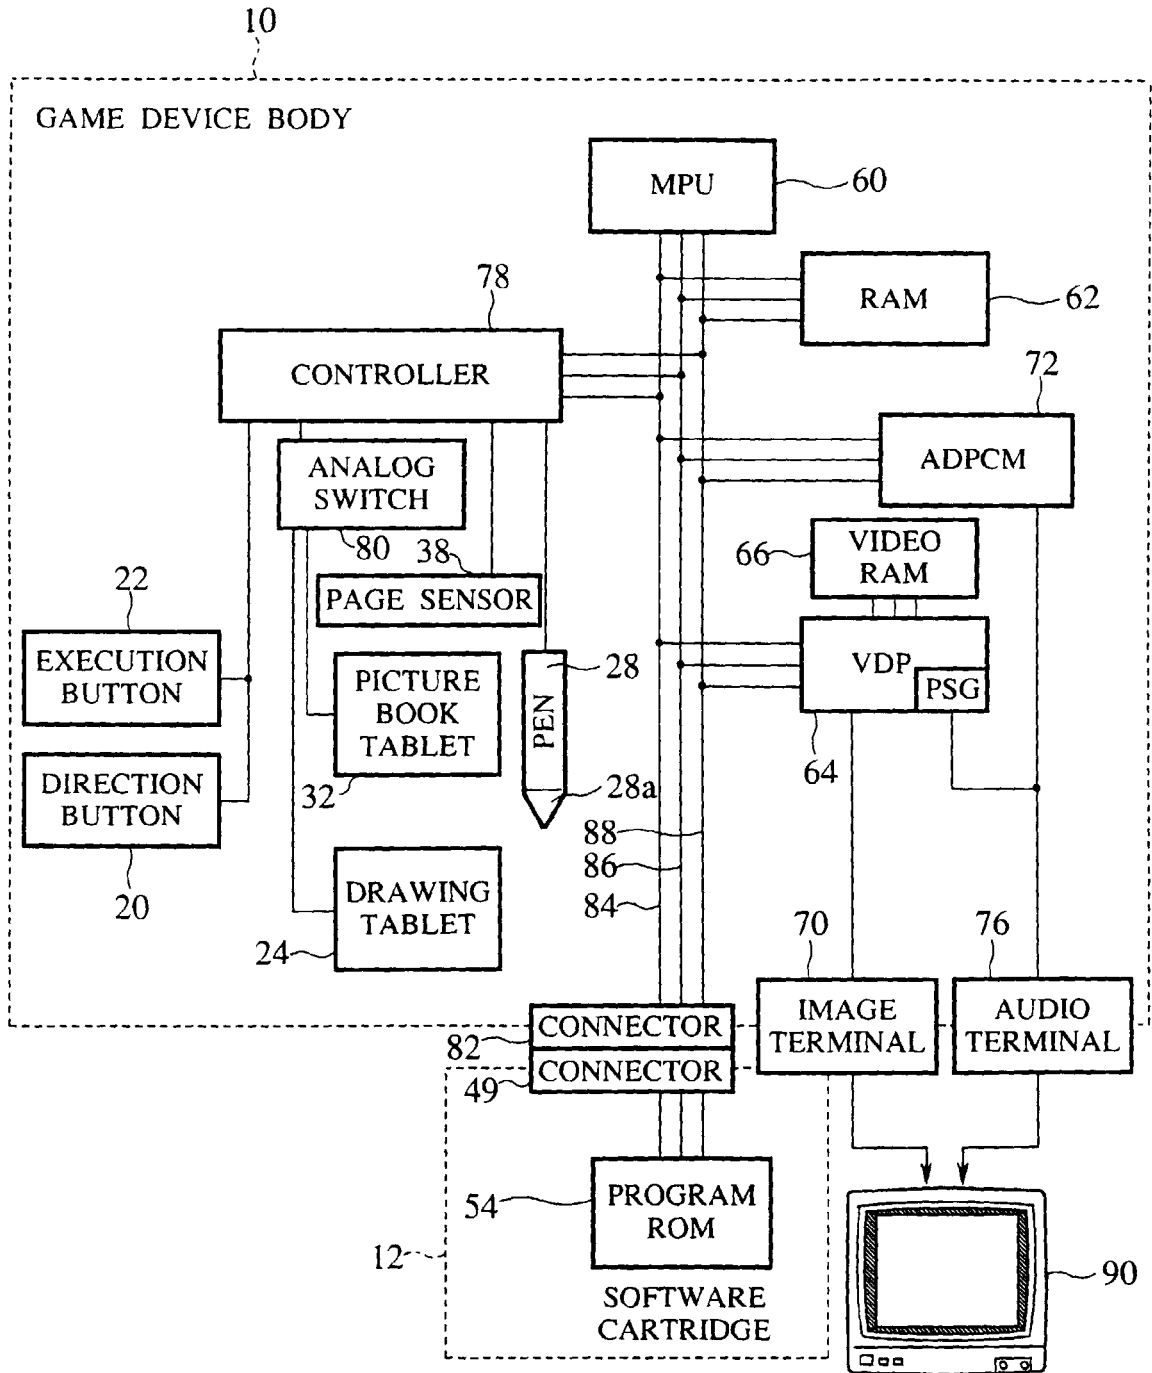 10
GAME DEVICE BODY
MPU
60
RAM
62
78
CONTROLLER
72
ADPCM
ANALOG
SWITCH
80
38
PAGE SENSOR
66
VIDEO
RAM
22
EXECUTION
BUTTON
PICTURE
BOOK
TABLET
32
28
PEN
28a
VDP
PSG
64
DIRECTION
BUTTON
20
88
86
84
DRAWING
TABLET
24
70
76
IMAGE
TERMINAL
AUDIO
TERMINAL
CONNECTOR
82
CONNECTOR
49
54
PROGRAM
ROM
12
SOFTWARE
CARTRIDGE
90